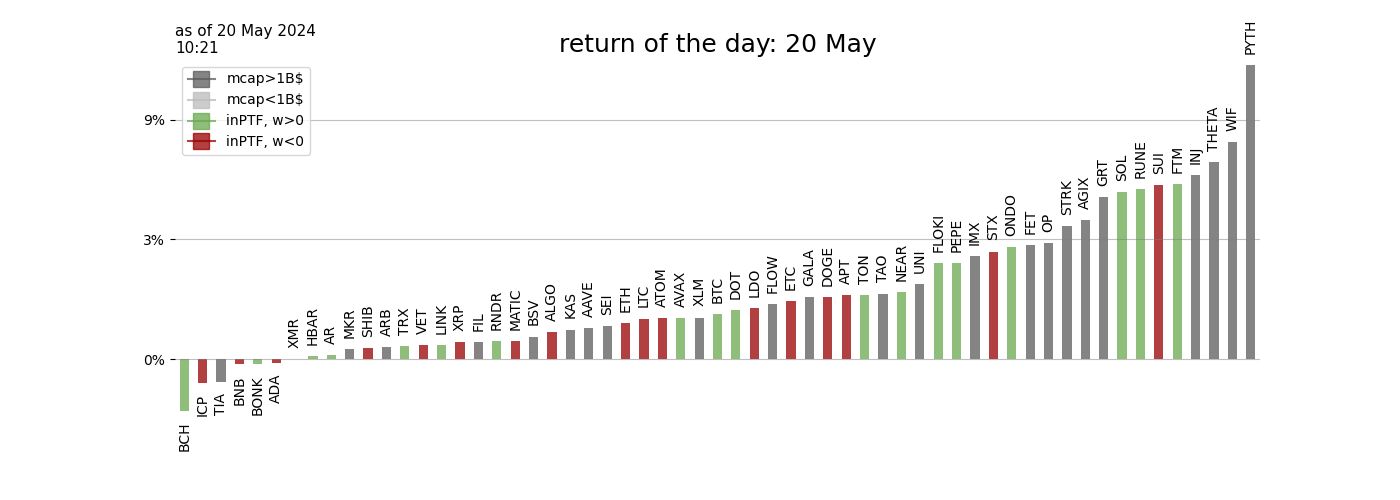 as of 20 May 2024
10:21
return of the day: 20 May
mcap>1B$
mcap<1B$
inPTF, w>0
inPTF, w<0
9%
3%
0%
BCH
ICP
TIA
BNB
BONK
ADA
XMR
HBAR
AR
MKR
SHIB
ARB
TRX
VET
LINK
XRP
FIL
RNDR
MATIC
BSV
ALGO
KAS
AAVE
SEI
ETH
LTC
ATOM
AVAX
XLM
BTC
DOT
LDO
FLOW
ETC
GALA
DOGE
APT
TON
TAO
NEAR
UNI
FLOKI
PEPE
IMX
STX
ONDO
FET
OP
STRK
AGIX
GRT
SOL
RUNE
SUI
FTM
INJ
THETA
WIF
PYTH